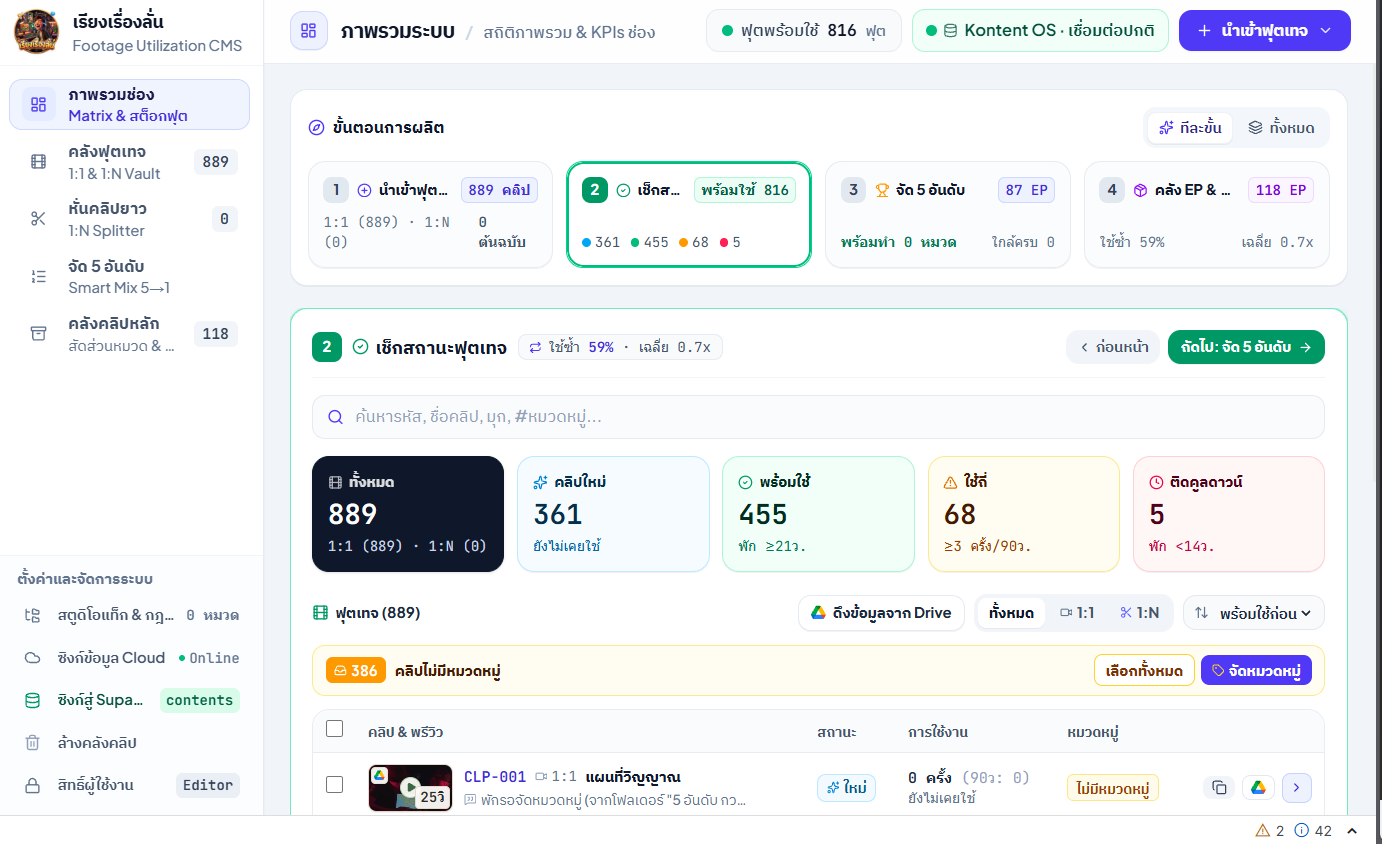 เรียงเรื่องลั่น
Footage Utilization CMS
ภาพรวมช่อง
Matrix & สต็อกฟุต
คลังฟุตเทจ
1:1 & 1:N Vault
889
หั่นคลิปยาว
1:N Splitter
0
จัด 5 อันดับ
Smart Mix 5→1
คลังคลิปหลัก
สัดส่วนหมวด & ...
118
ตั้งค่าและจัดการระบบ
สตูดิโอแท็ก & กฎ... 0 หมวด
ซิงก์ข้อมูล Cloud Online
ซิงก์สู่ Supa... contents
ล้างคลังคลิป
สิทธิ์ผู้ใช้งาน Editor
ภาพรวมระบบ / สถิติภาพรวม & KPIs ช่อง
ฟุตพร้อมใช้ 816 ฟุต
Kontent OS · เชื่อมต่อปกติ
+ นำเข้าฟุตเทจ
ขั้นตอนการผลิต
ทีละขั้น ทั้งหมด
1 นำเข้าฟุต... 889 คลิป
1:1 (889) · 1:N (0)
0 ต้นฉบับ
2 เช็กส... พร้อมใช้ 816
361 455 68 5
3 จัด 5 อันดับ 87 EP
พร้อมทำ 0 หมวด ใกล้ครบ 0
4 คลัง EP & ... 118 EP
ใช้ซ้ำ 59% เฉลี่ย 0.7x
2 เช็กสถานะฟุตเทจ ใช้ซ้ำ 59% · เฉลี่ย 0.7x
ก่อนหน้า ถัดไป: จัด 5 อันดับ →
ค้นหารหัส, ชื่อคลิป, มุก, #หมวดหมู่...
ทั้งหมด
889
1:1 (889) · 1:N (0)
คลิปใหม่
361
ยังไม่เคยใช้
พร้อมใช้
455
พัก ≥21ว.
ใช้ถี่
68
≥3 ครั้ง/90ว.
ติดคูลดาวน์
5
พัก <14ว.
ฟุตเทจ (889)
ดึงข้อมูลจาก Drive ทั้งหมด 1:1 1:N พร้อมใช้ก่อน
386 คลิปไม่มีหมวดหมู่ เลือกทั้งหมด จัดหมวดหมู่
คลิป & พรีวิว สถานะ การใช้งาน หมวดหมู่
25วิ
CLP-001 1:1 แผนที่วิญญาณ
พักรอจัดหมวดหมู่ (จากโฟลเดอร์ "5 อันดับ กว...
ใหม่
0 ครั้ง (90ว: 0)
ยังไม่เคยใช้
ไม่มีหมวดหมู่
2 42